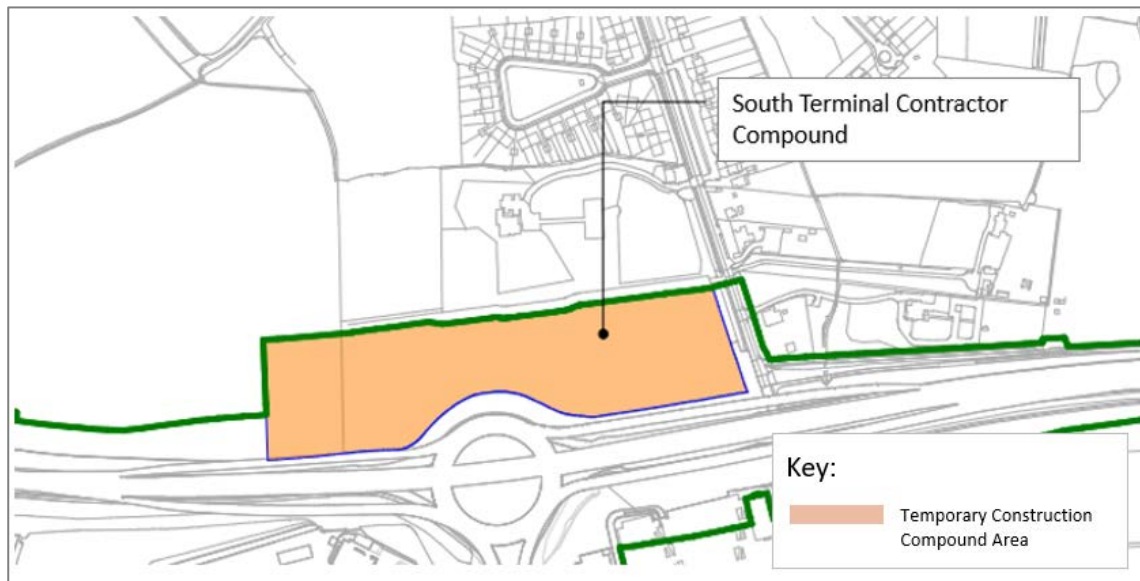 South Terminal Contractor
Compound
Key:
Temporary Construction
Compound Area